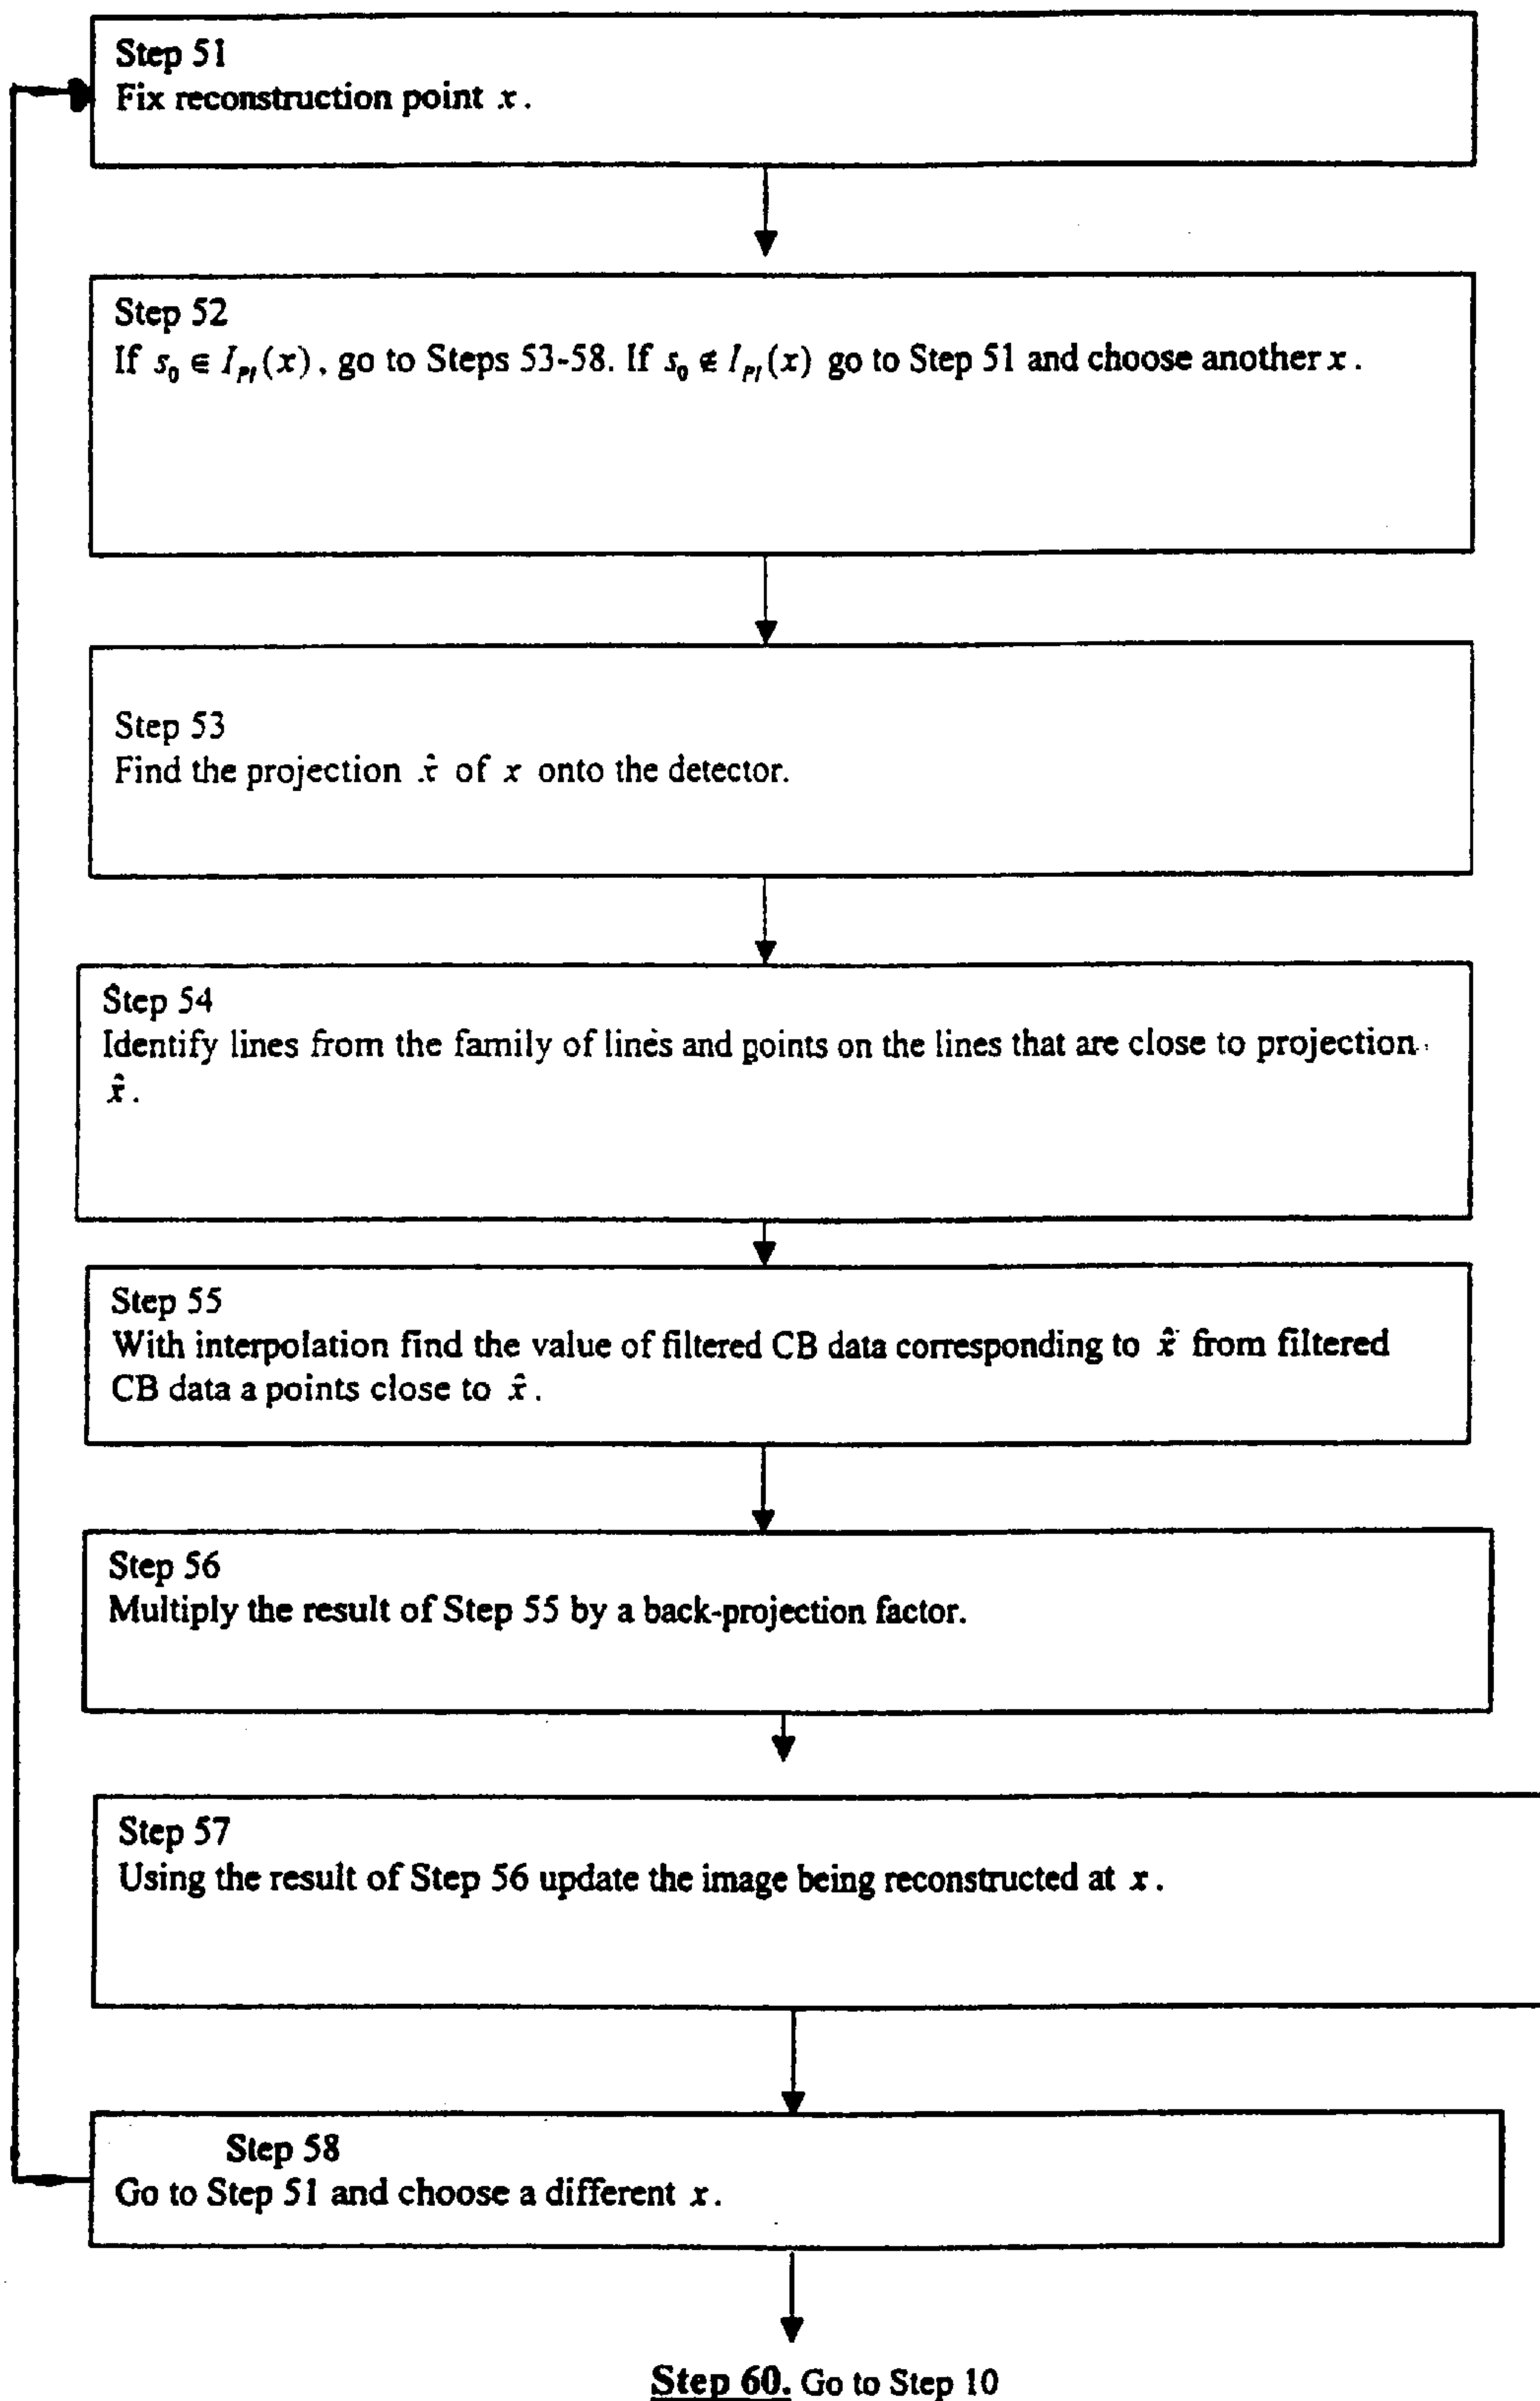 Step 51
Fix reconstruction point x.
Step 52
If s₀ ∈ I_PI(x), go to Steps 53-58. If s₀ ∉ I_PI(x) go to Step 51 and choose another x.
Step 53
Find the projection x̂ of x onto the detector.
Step 54
Identify lines from the family of lines and points on the lines that are close to projection
x̂.
Step 55
With interpolation find the value of filtered CB data corresponding to x̂ from filtered
CB data a points close to x̂.
Step 56
Multiply the result of Step 55 by a back-projection factor.
Step 57
Using the result of Step 56 update the image being reconstructed at x.
Step 58
Go to Step 51 and choose a different x.
Step 60. Go to Step 10